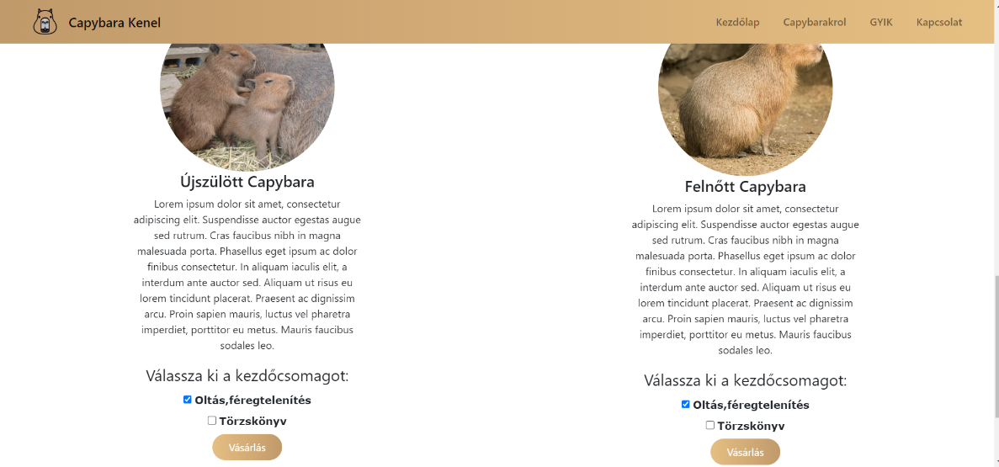 Capybara Kenel
Kezdőlap
Capybarakrol
GYIK
Kapcsolat
Újszülött Capybara
Lorem ipsum dolor sit amet, consectetur
adipiscing elit. Suspendisse auctor egestas augue
sed rutrum. Cras faucibus nibh in magna
malesuada porta. Phasellus eget ipsum ac dolor
finibus consectetur. In aliquam iaculis elit, a
interdum ante auctor sed. Aliquam ut risus eu
lorem tincidunt placerat. Praesent ac dignissim
arcu. Proin sapien mauris, luctus vel pharetra
imperdiet, porttitor eu metus. Mauris faucibus
sodales leo.
Válassza ki a kezdőcsomagot:
Oltás,féregtelenítés
Törzskönyv
Vásárlás
Felnőtt Capybara
Lorem ipsum dolor sit amet, consectetur
adipiscing elit. Suspendisse auctor egestas augue
sed rutrum. Cras faucibus nibh in magna
malesuada porta. Phasellus eget ipsum ac dolor
finibus consectetur. In aliquam iaculis elit, a
interdum ante auctor sed. Aliquam ut risus eu
lorem tincidunt placerat. Praesent ac dignissim
arcu. Proin sapien mauris, luctus vel pharetra
imperdiet, porttitor eu metus. Mauris faucibus
sodales leo.
Válassza ki a kezdőcsomagot:
Oltás,féregtelenítés
Törzskönyv
Vásárlás